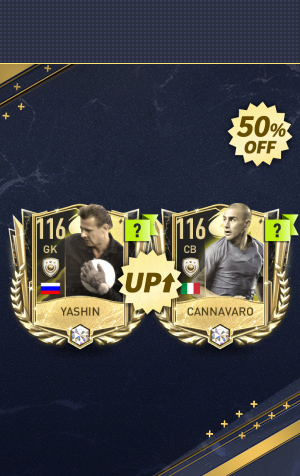 50%
OFF
116
GK
?
YASHIN
UP↑
116
CB
?
CANNAVARO